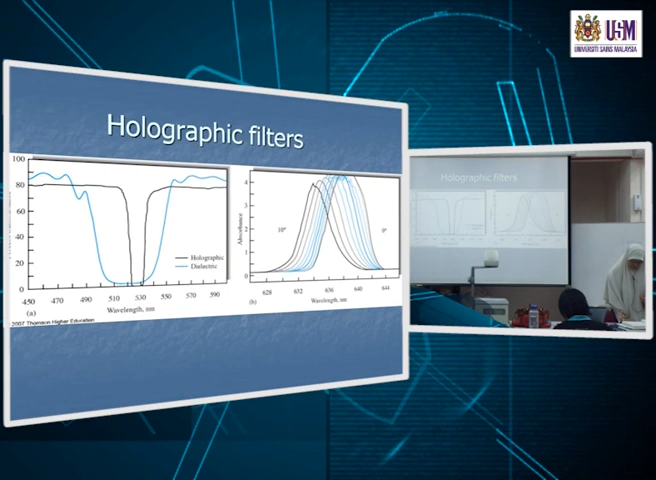 USM
UNIVERSITI SAINS MALAYSIA
Holographic filters
100
80
60
40
20
0
Holographic
Dielectric
450 470 490 510 530 550 570 590
Wavelength, nm
(a)
2007 Thomson Higher Education
Absorbance
4
3
2
1
0
10°
0°
628 632 636 640 644
Wavelength, nm
(b)
Holographic filters